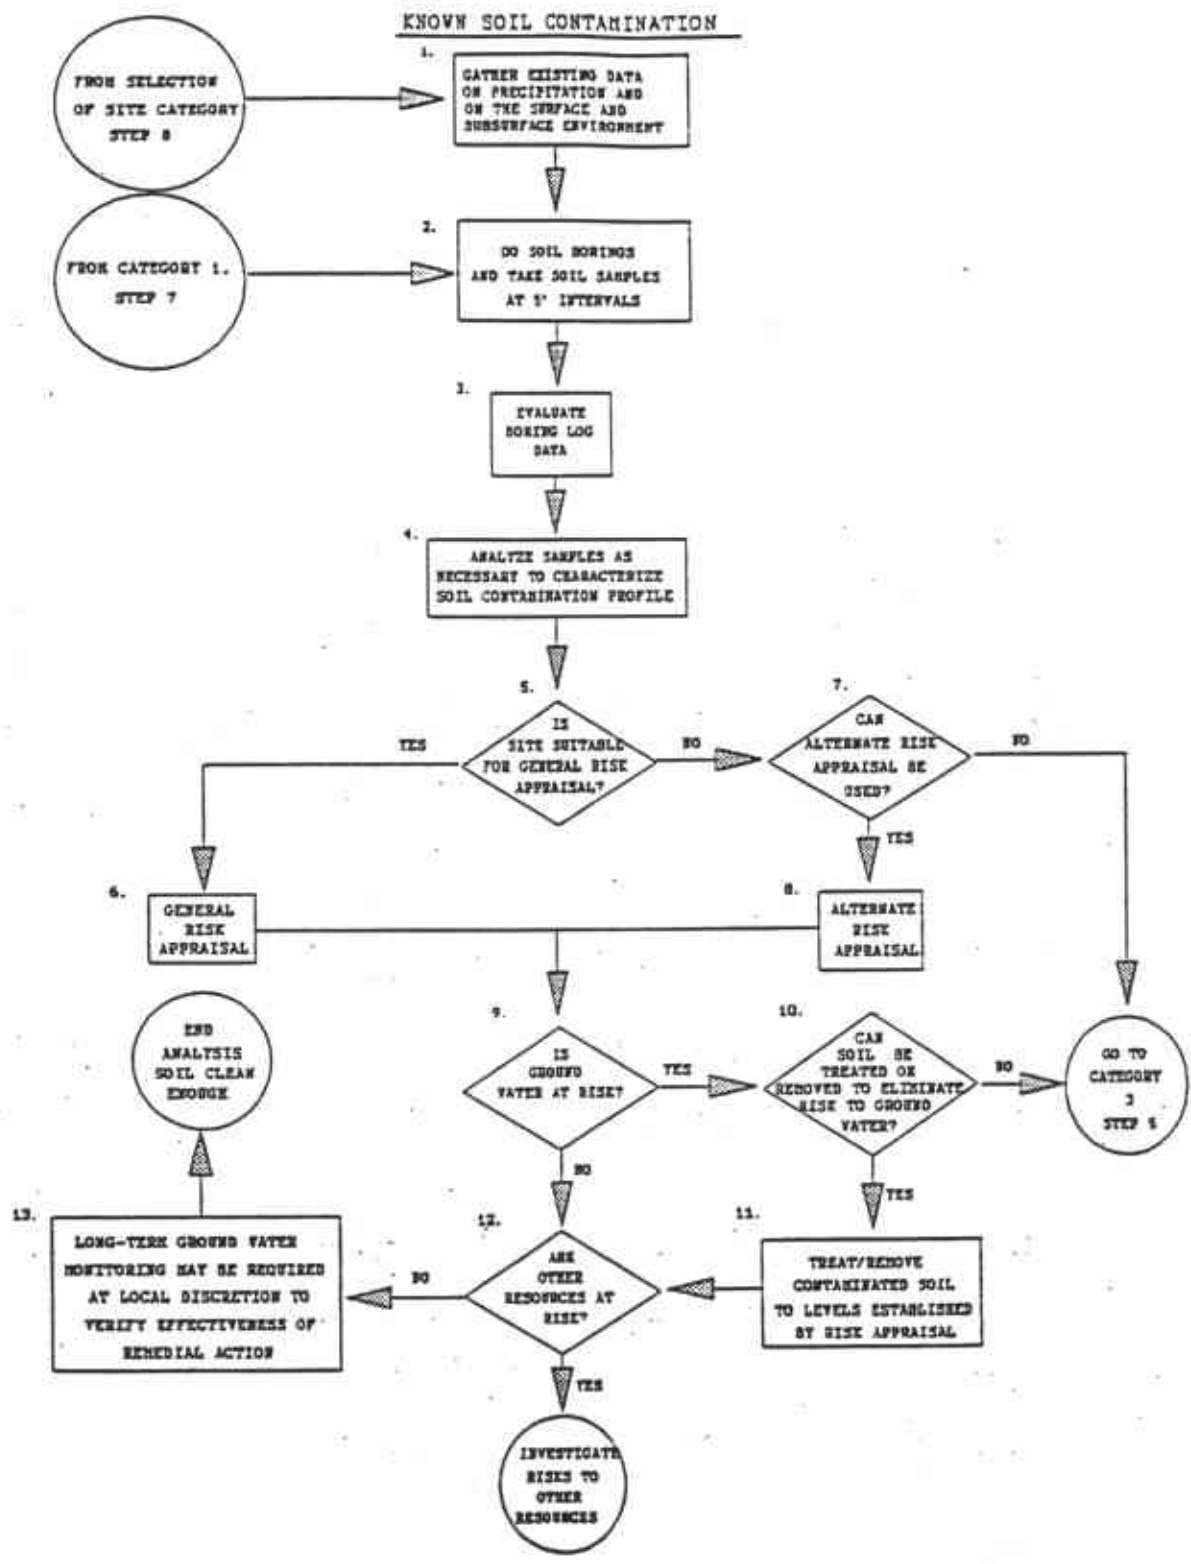 KNOWN SOIL CONTAMINATION
FROM SELECTION
OF SITE CATEGORY
STEP 8
1.
GATHER EXISTING DATA
ON PRECIPITATION AND
ON THE SURFACE AND
SUBSURFACE ENVIRONMENT
FROM CATEGORY 1.
STEP 7
2.
DO SOIL BORINGS
AND TAKE SOIL SAMPLES
AT 5' INTERVALS
3.
EVALUATE
BORING LOG
DATA
4.
ANALYZE SAMPLES AS
NECESSARY TO CHARACTERIZE
SOIL CONTAMINATION PROFILE
5.
IS
SITE SUITABLE
FOR GENERAL RISK
APPRAISAL?
YES
NO
7.
CAN
ALTERNATE RISK
APPRAISAL BE
USED?
NO
YES
6.
GENERAL
RISK
APPRAISAL
8.
ALTERNATE
RISK
APPRAISAL
END
ANALYSIS
SOIL CLEAN
ENOUGH
9.
IS
GROUND
WATER AT RISK?
YES
NO
10.
CAN
SOIL BE
TREATED OR
REMOVED TO ELIMINATE
RISK TO GROUND
WATER?
NO
YES
GO TO
CATEGORY
3
STEP 5
13.
LONG-TERM GROUND WATER
MONITORING MAY BE REQUIRED
AT LOCAL DISCRETION TO
VERIFY EFFECTIVENESS OF
REMEDIAL ACTION
NO
12.
ARE
OTHER
RESOURCES AT
RISK?
YES
11.
TREAT/REMOVE
CONTAMINATED SOIL
TO LEVELS ESTABLISHED
BY RISK APPRAISAL
INVESTIGATE
RISKS TO
OTHER
RESOURCES